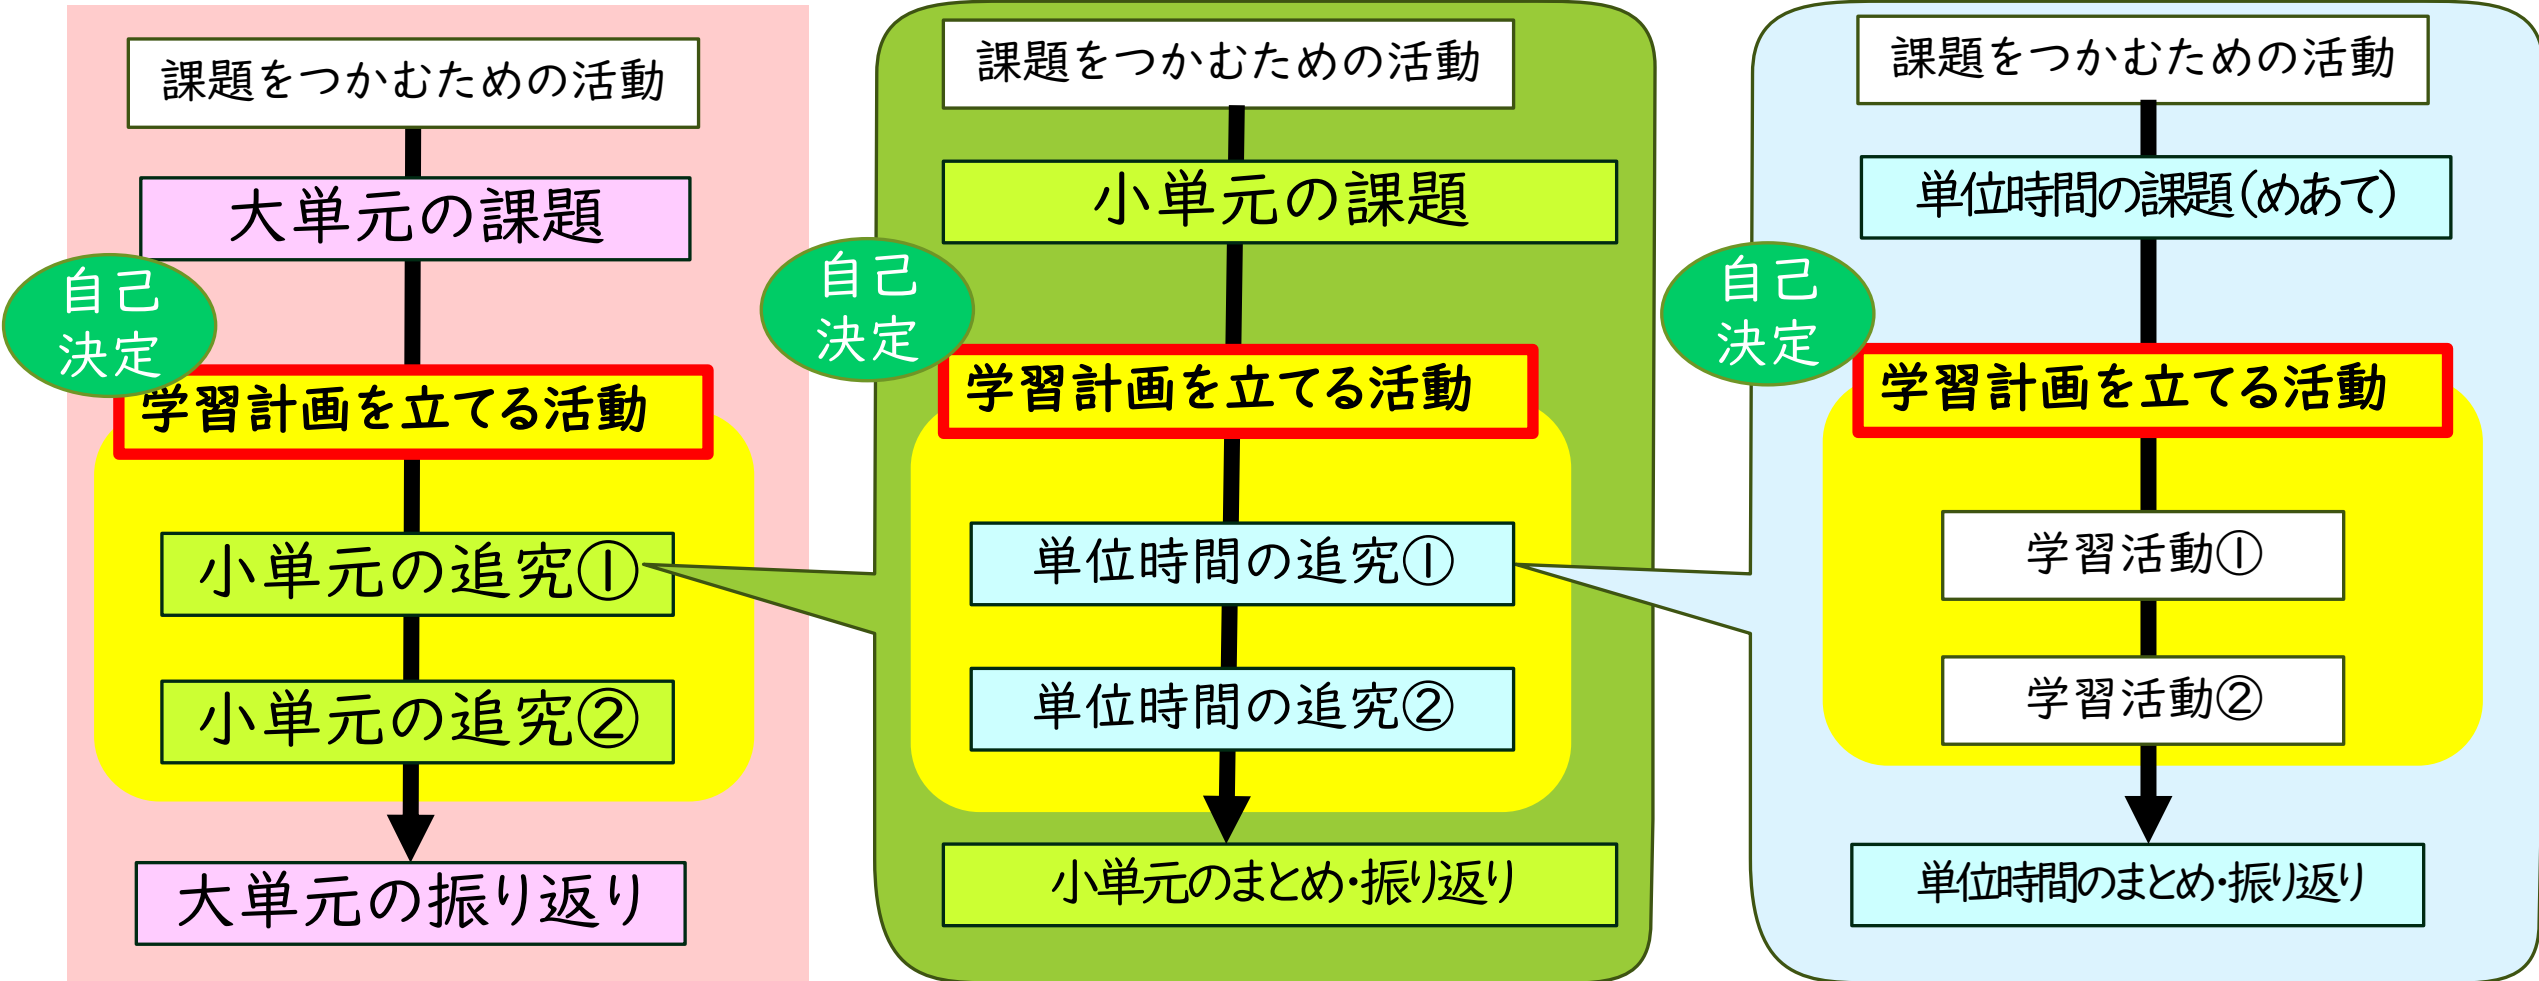 課題をつかむための活動
大単元の課題
自己
決定
学習計画を立てる活動
小単元の追究①
小単元の追究②
大単元の振り返り
課題をつかむための活動
小単元の課題
自己
決定
学習計画を立てる活動
単位時間の追究①
単位時間の追究②
小単元のまとめ・振り返り
課題をつかむための活動
単位時間の課題(めあて)
自己
決定
学習計画を立てる活動
学習活動①
学習活動②
単位時間のまとめ・振り返り